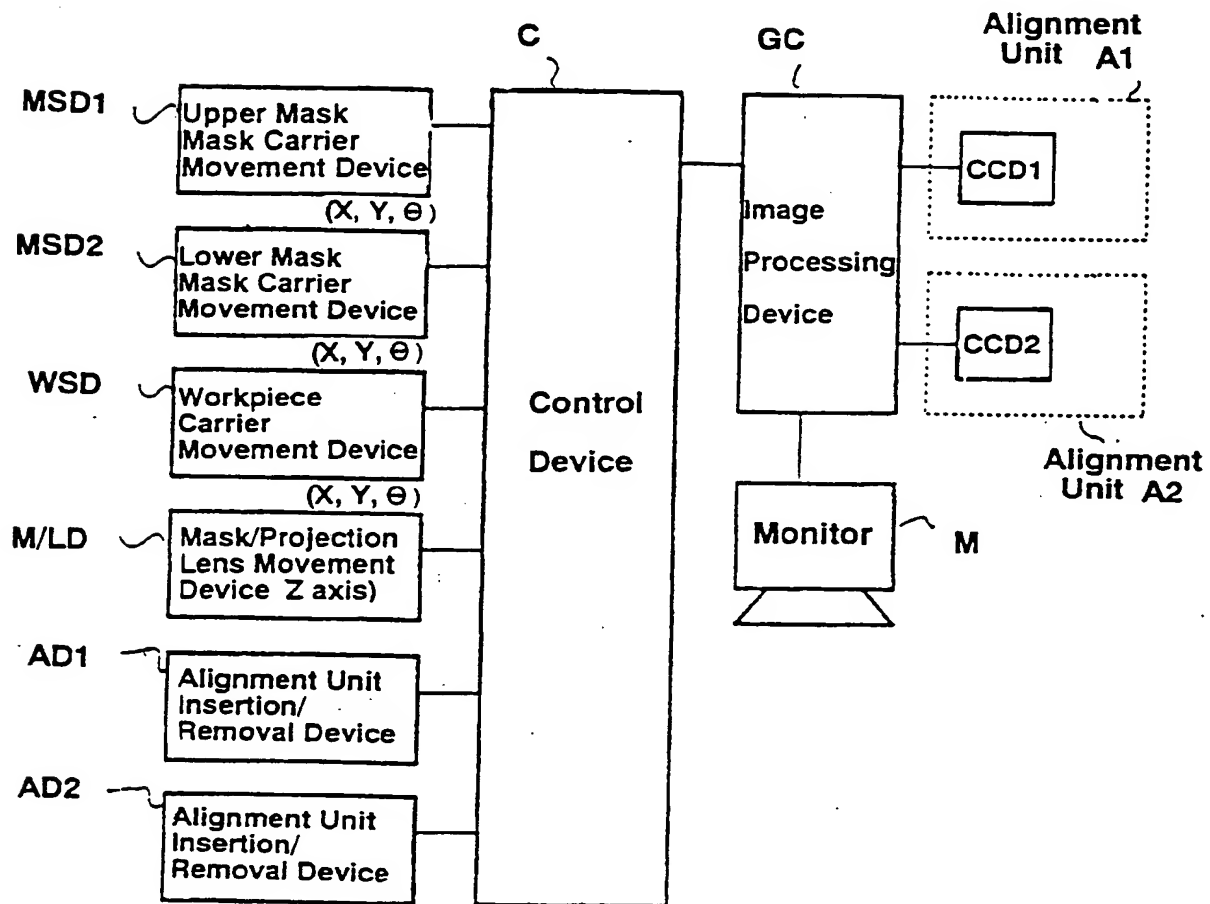 C
GC
Alignment
Unit A1
MSD1
Upper Mask
Mask Carrier
Movement Device
(X, Y, Θ)
MSD2
Lower Mask
Mask Carrier
Movement Device
(X, Y, Θ)
WSD
Workpiece
Carrier
Movement Device
(X, Y, Θ)
M/LD
Mask/Projection
Lens Movement
Device Z axis)
AD1
Alignment Unit
Insertion/
Removal Device
AD2
Alignment Unit
Insertion/
Removal Device
Control
Device
Image
Processing
Device
CCD1
CCD2
Alignment
Unit A2
Monitor
M